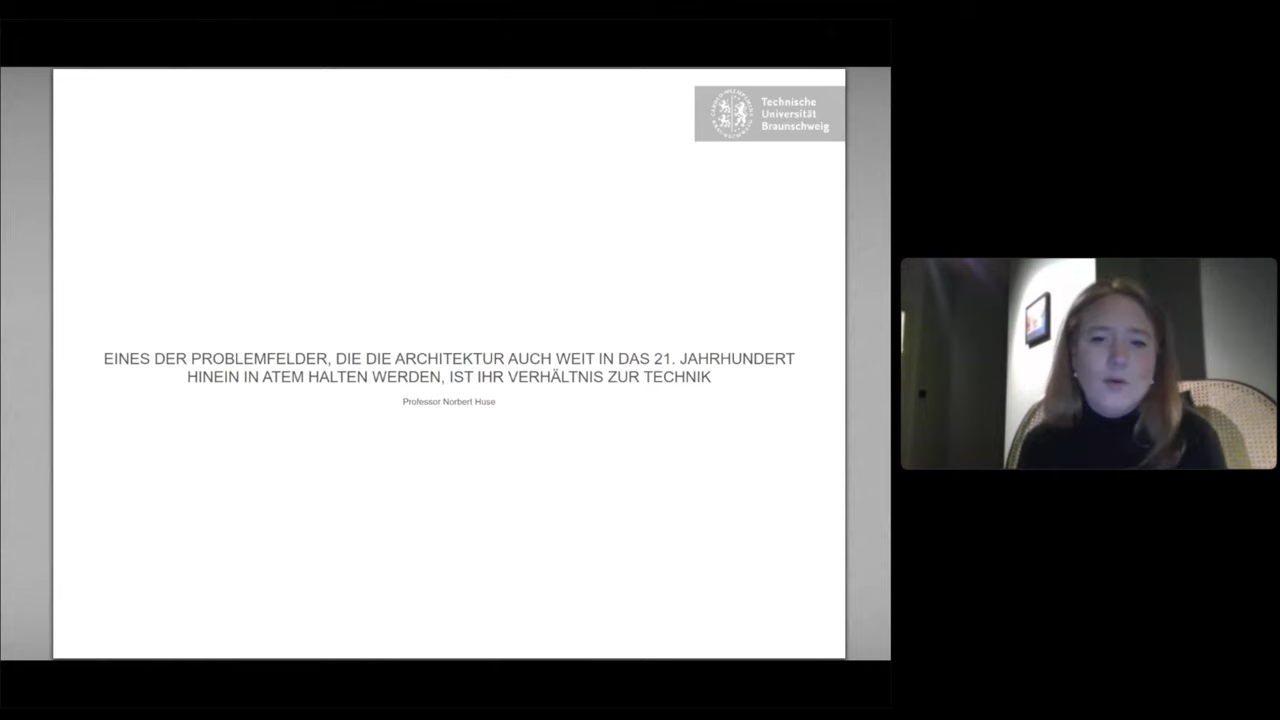 Technische
Universität
Braunschweig
EINES DER PROBLEMFELDER, DIE DIE ARCHITEKTUR AUCH WEIT IN DAS 21. JAHRHUNDERT
HINEIN IN ATEM HALTEN WERDEN, IST IHR VERHÄLTNIS ZUR TECHNIK
Professor Norbert Huse